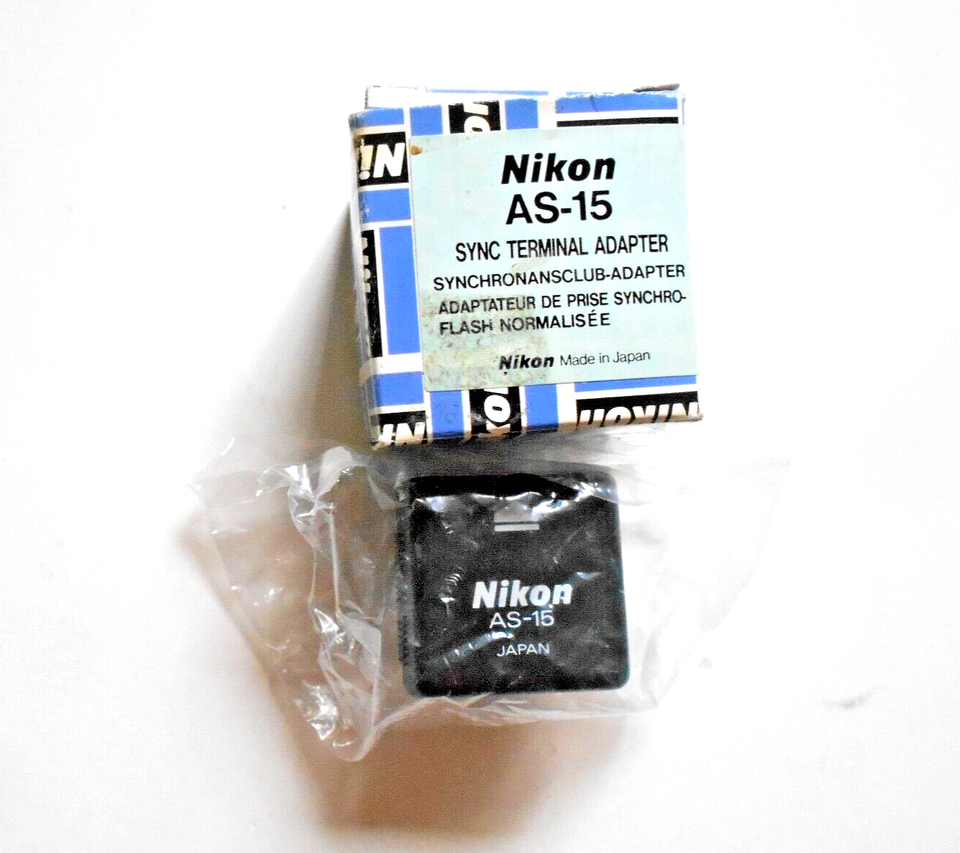 Nikon
AS-15
SYNC TERMINAL ADAPTER
SYNCHRONANSCLUB-ADAPTER
ADAPTATEUR DE PRISE SYNCHRO-
FLASH NORMALISÉE
Nikon Made in Japan
Nikon
Nikon
AS-15
JAPAN